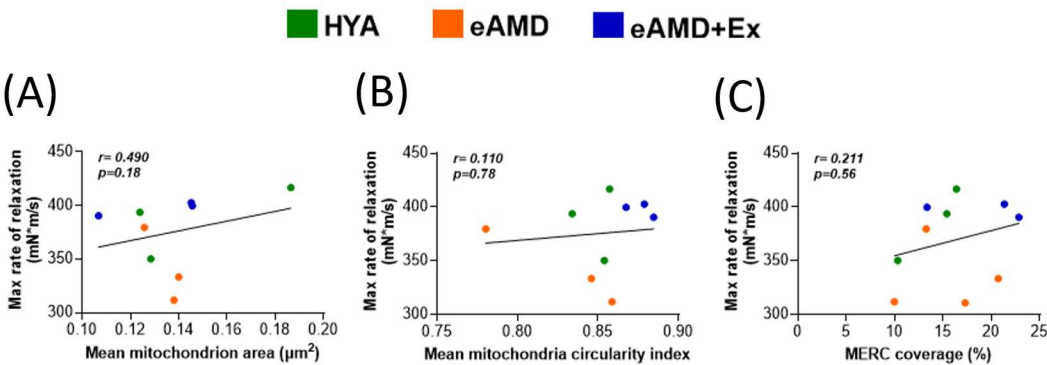 HYA eAMD eAMD+Ex
(A)
r= 0.490
p=0.18
Max rate of relaxation
(mN*m/s)
450
400
350
300
0.10 0.12 0.14 0.16 0.18 0.20
Mean mitochondrion area (μm²)
(B)
r= 0.110
p=0.78
Max rate of relaxation
(mN*m/s)
450
400
350
300
0.75 0.80 0.85 0.90
Mean mitochondria circularity index
(C)
r= 0.211
p=0.56
Max rate of relaxation
(mN*m/s)
450
400
350
300
0 5 10 15 20 25
MERC coverage (%)